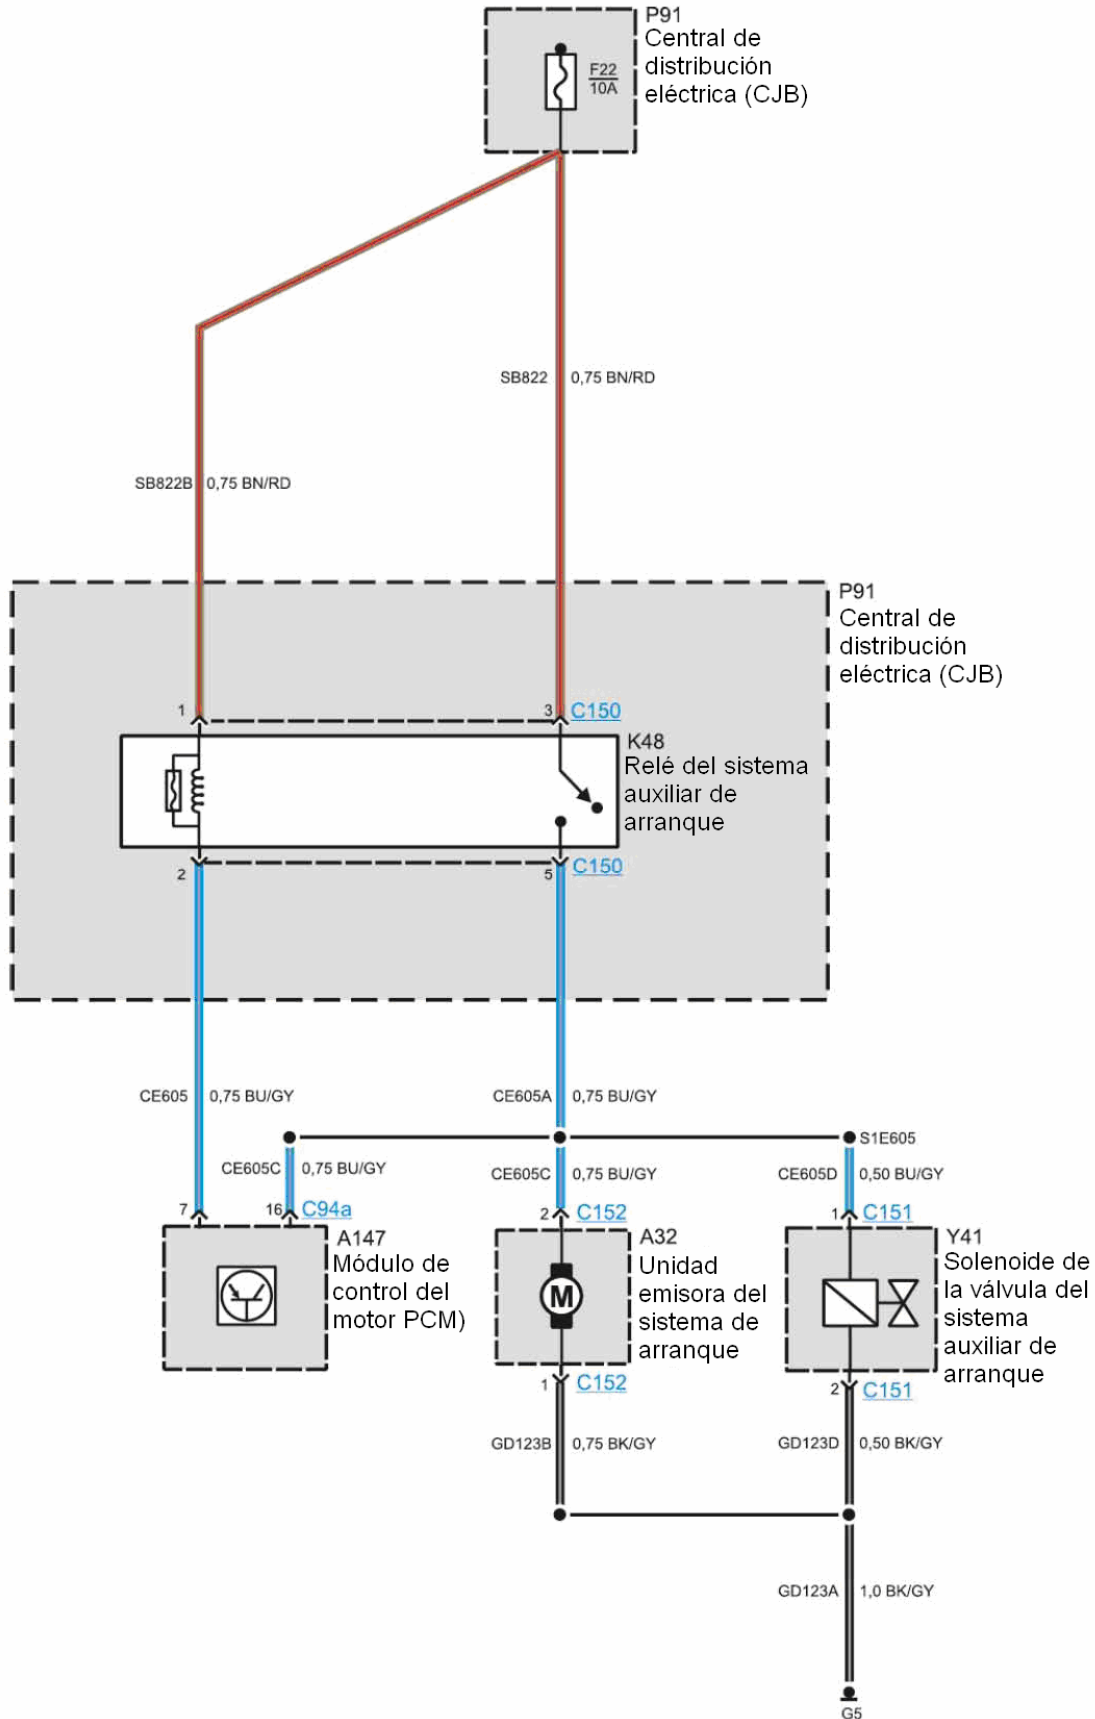 P91
Central de
distribución
eléctrica (CJB)
F22
10A
SB822 0,75 BN/RD
SB822B 0,75 BN/RD
P91
Central de
distribución
eléctrica (CJB)
1
3 C150
K48
Relé del sistema
auxiliar de
arranque
2
5 C150
CE605 0,75 BU/GY
CE605A 0,75 BU/GY
S1E605
CE605C 0,75 BU/GY
CE605C 0,75 BU/GY
CE605D 0,50 BU/GY
7
16 C94a
2 C152
1 C151
A147
Módulo de
control del
motor PCM)
A32
Unidad
emisora del
sistema de
arranque
M
Y41
Solenoide de
la válvula del
sistema
auxiliar de
arranque
1 C152
2 C151
GD123B 0,75 BK/GY
GD123D 0,50 BK/GY
GD123A 1,0 BK/GY
G5